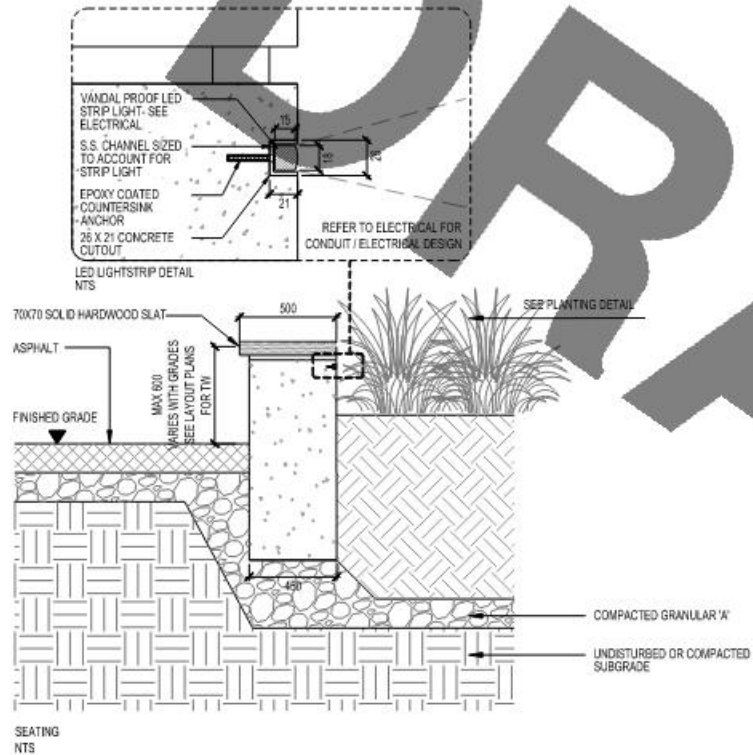 VANDAL PROOF LED
STRIP LIGHT- SEE
ELECTRICAL
S.S. CHANNEL SIZED
TO ACCOUNT FOR
STRIP LIGHT
EPOXY COATED
COUNTERSINK
ANCHOR
26 X 21 CONCRETE
CUTOUT
15
18
26
21
REFER TO ELECTRICAL FOR
CONDUIT / ELECTRICAL DESIGN
LED LIGHTSTRIP DETAIL
NTS
70X70 SOLID HARDWOOD SLAT
500
SEE PLANTING DETAIL
ASPHALT
MAX 600
VARIES WITH GRADES
SEE LAYOUT PLANS
FOR TW
FINISHED GRADE
450
COMPACTED GRANULAR 'A'
UNDISTURBED OR COMPACTED
SUBGRADE
SEATING
NTS